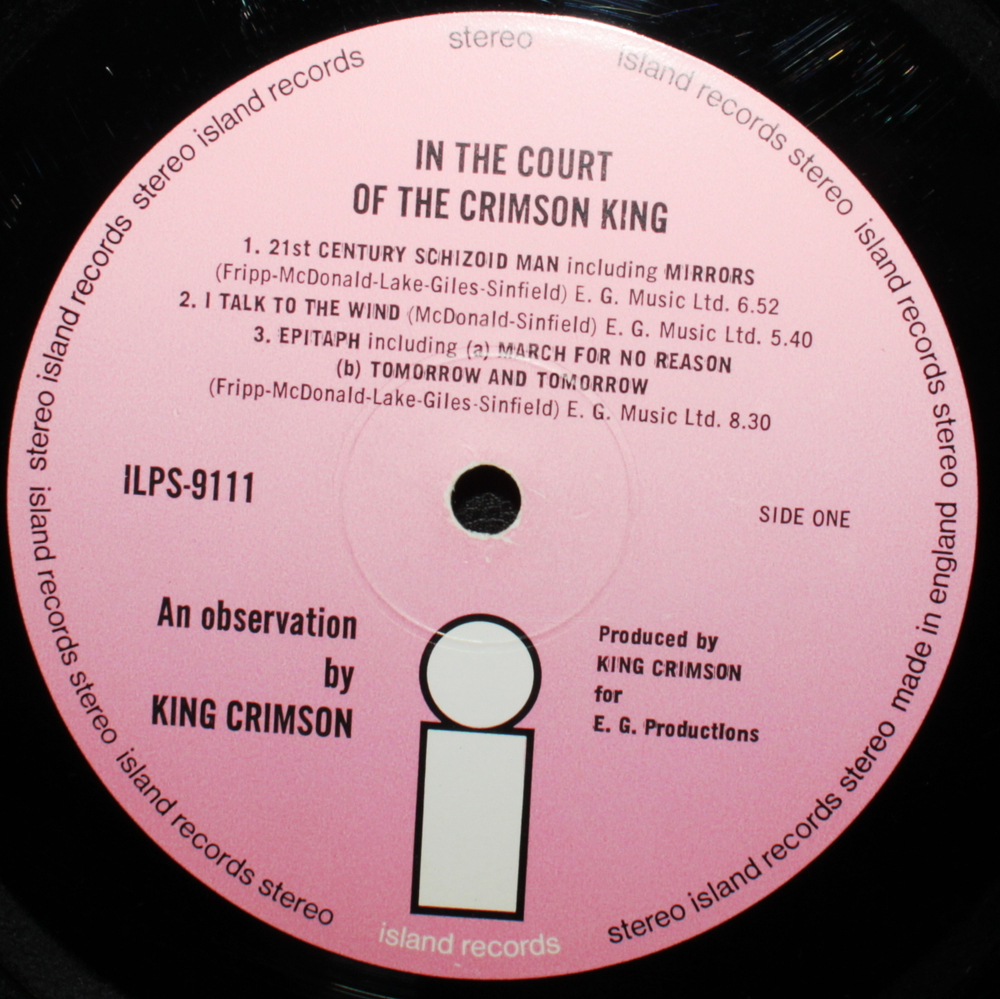 stereo
island records stereo island records stereo made in england
IN THE COURT
OF THE CRIMSON KING
1. 21st CENTURY SCHIZOID MAN including MIRRORS
(Fripp-McDonald-Lake-Giles-Sinfield) E. G. Music Ltd. 6.52
2. I TALK TO THE WIND (McDonald-Sinfield) E. G. Music Ltd. 5.40
3. EPITAPH including (a) MARCH FOR NO REASON
(b) TOMORROW AND TOMORROW
(Fripp-McDonald-Lake-Giles-Sinfield) E. G. Music Ltd. 8.30
ILPS-9111
SIDE ONE
An observation
by
KING CRIMSON
Produced by
KING CRIMSON
for
E. G. Productions
stereo island records stereo island records
island records stereo island records stereo
stereo island records stereo
island records